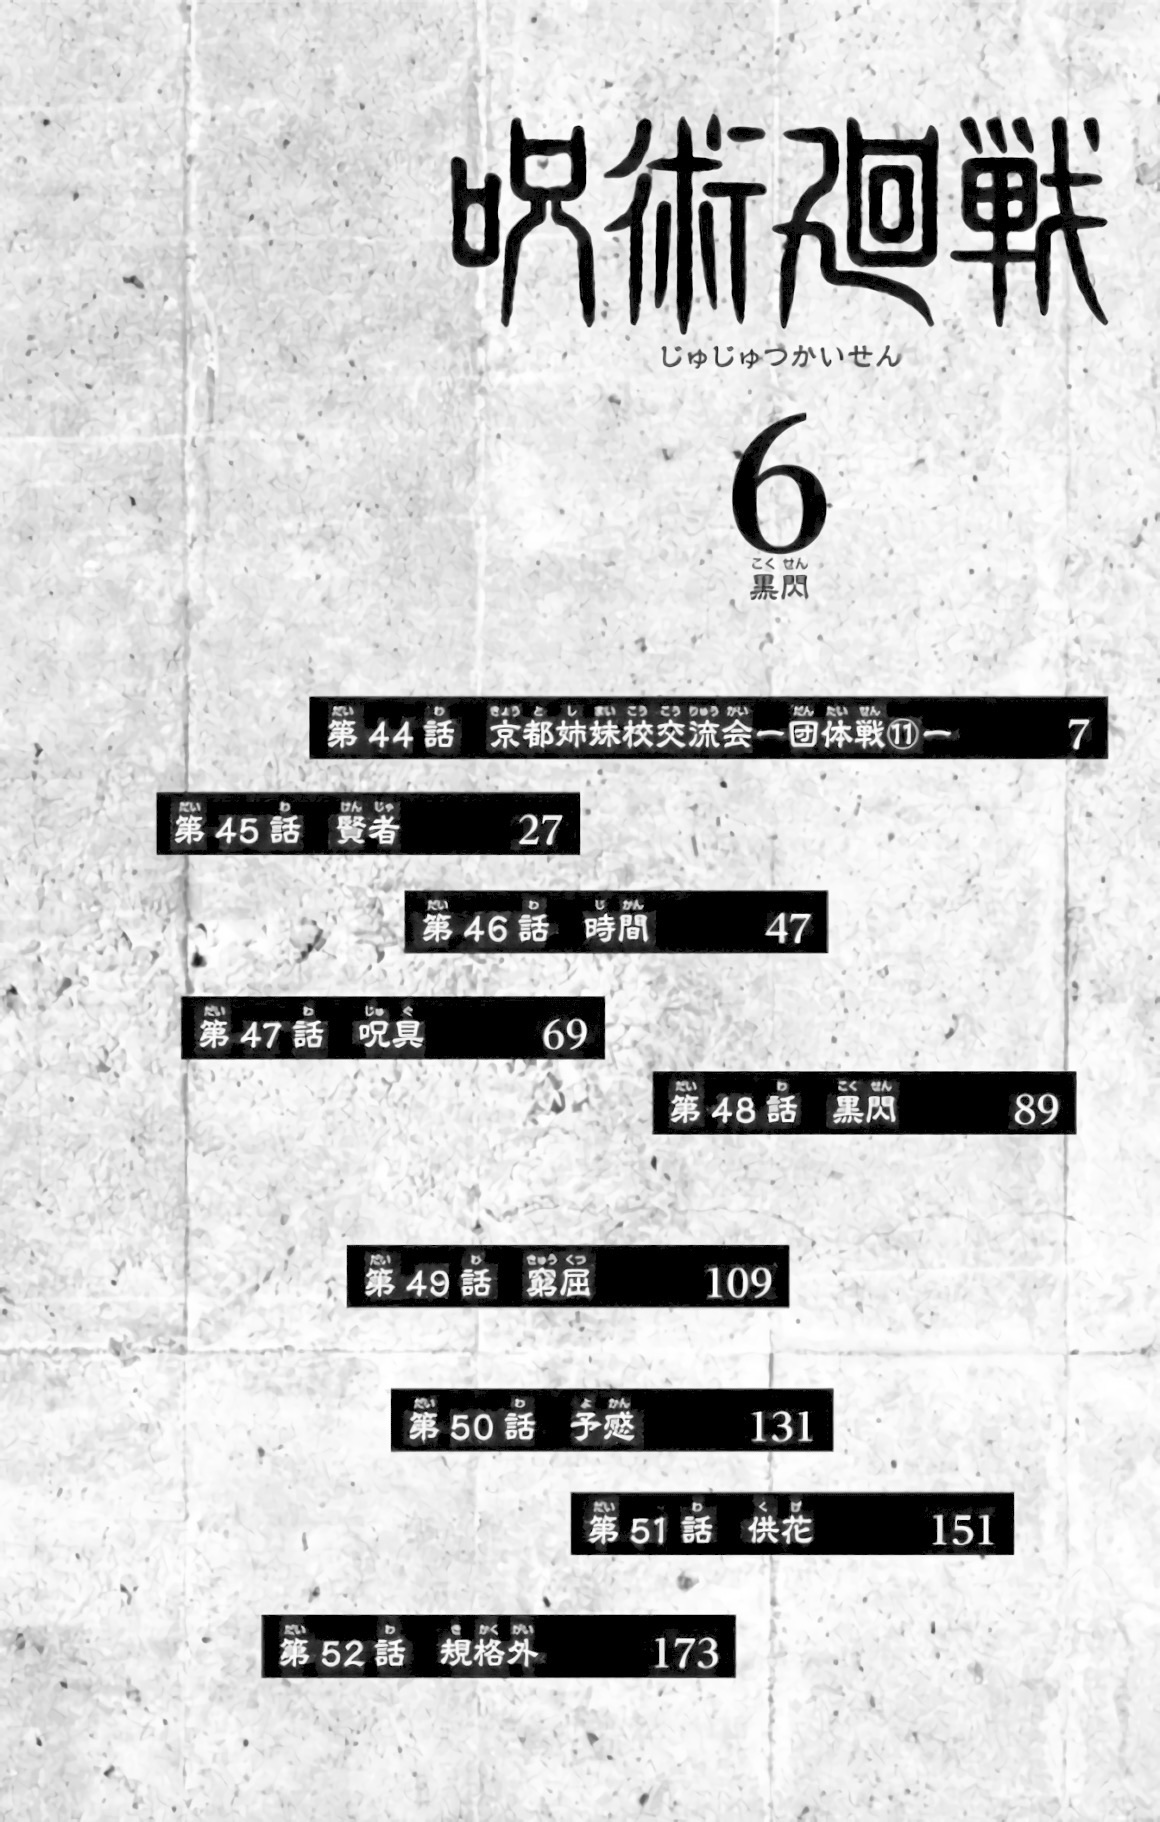 呪術廻戦
じゅじゅつかいせん
6
こくせん
黒閃
だい わ きょうとしまいこうこうりゅうかい だんたいせん
第44話 京都姉妹校交流会ー団体戦⑪ー 7
だい わ けんじゃ
第45話 賢者 27
だい わ じかん
第46話 時間 47
だい わ じゅぐ
第47話 呪具 69
だい わ こくせん
第48話 黒閃 89
だい わ きゅうくつ
第49話 窮屈 109
だい わ よかん
第50話 予感 131
だい わ くげ
第51話 供花 151
だい わ きかくがい
第52話 規格外 173